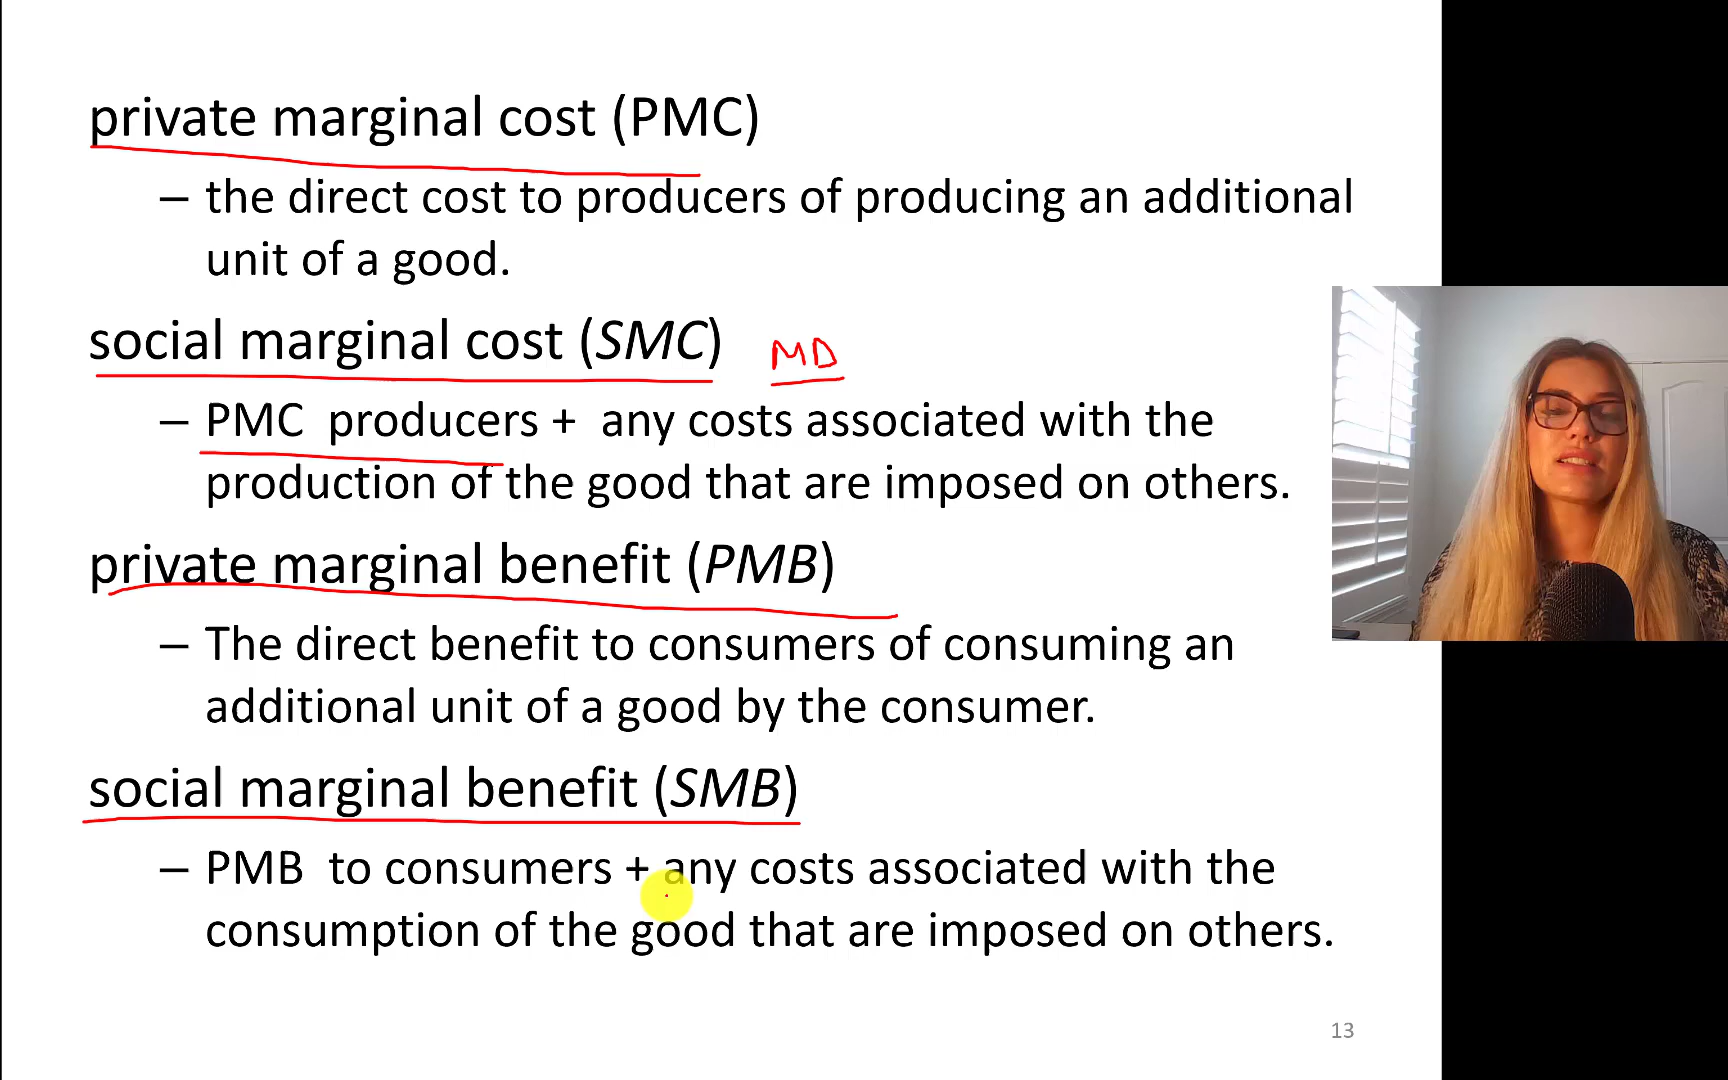 private marginal cost (PMC)
– the direct cost to producers of producing an additional
unit of a good.
social marginal cost (SMC) MD
– PMC producers + any costs associated with the
production of the good that are imposed on others.
private marginal benefit (PMB)
– The direct benefit to consumers of consuming an
additional unit of a good by the consumer.
social marginal benefit (SMB)
– PMB to consumers + any costs associated with the
consumption of the good that are imposed on others.
13